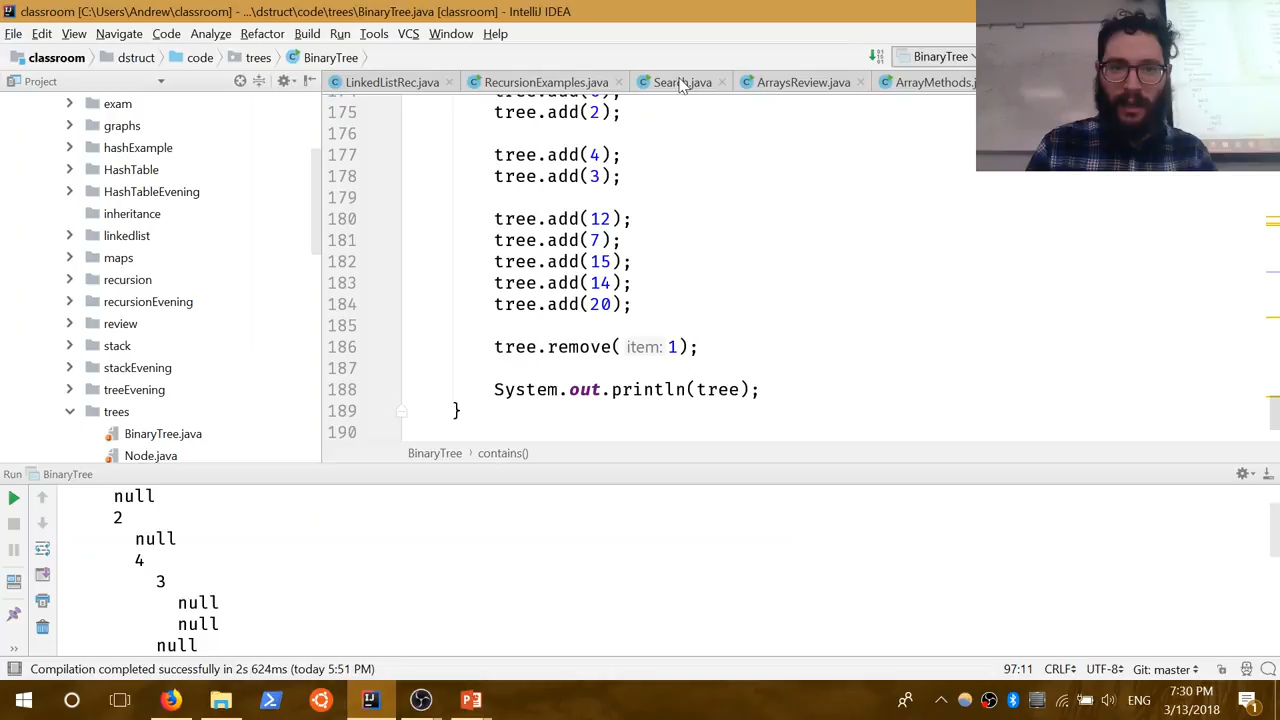 classroom [C:\Users\Andrew\classroom] - ...\dstruct\code\trees\BinaryTree.java [classroom] - IntelliJ IDEA
File Edit View Navigate Code Analyze Refactor Build Run Tools VCS Window Help
classroom dstruct code trees BinaryTree
BinaryTree
Project
LinkedListRec.java RecursionExamples.java Search.java ArraysReview.java ArrayMethods.j
exam
graphs
hashExample
HashTable
HashTableEvening
inheritance
linkedlist
maps
recursion
recursionEvening
review
stack
stackEvening
treeEvening
trees
BinaryTree.java
Node.java
175 tree.add(2);
176
177 tree.add(4);
178 tree.add(3);
179
180 tree.add(12);
181 tree.add(7);
182 tree.add(15);
183 tree.add(14);
184 tree.add(20);
185
186 tree.remove( item: 1);
187
188 System.out.println(tree);
189 }
190
BinaryTree contains()
Run BinaryTree
null
2
null
4
3
null
null
null
Compilation completed successfully in 2s 624ms (today 5:51 PM)
97:11 CRLF UTF-8 Git: master
ENG
7:30 PM
3/13/2018
1